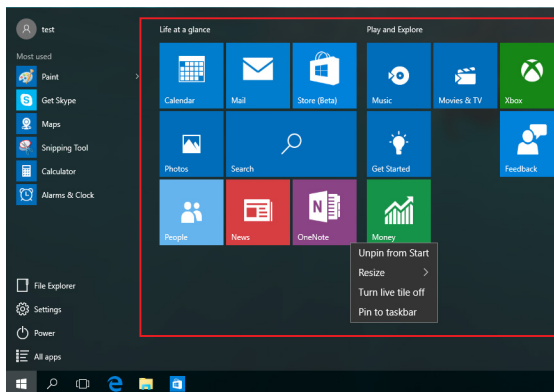 test
Most used
Paint
Get Skype
Maps
Snipping Tool
Calculator
Alarms & Clock
File Explorer
Settings
Power
All apps
Life at a glance
Calendar
Mail
Store (Beta)
Photos
Search
People
News
OneNote
Play and Explore
Music
Movies & TV
Xbox
Get Started
Feedback
Money
Unpin from Start
Resize
Turn live tile off
Pin to taskbar